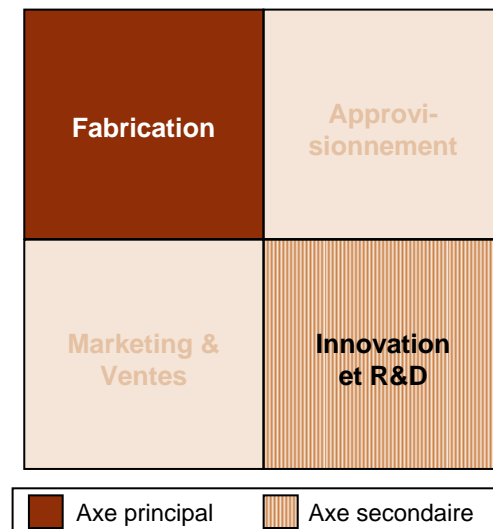 Fabrication
Approvi-
sionnement
Marketing &
Ventes
Innovation
et R&D
Axe principal
Axe secondaire